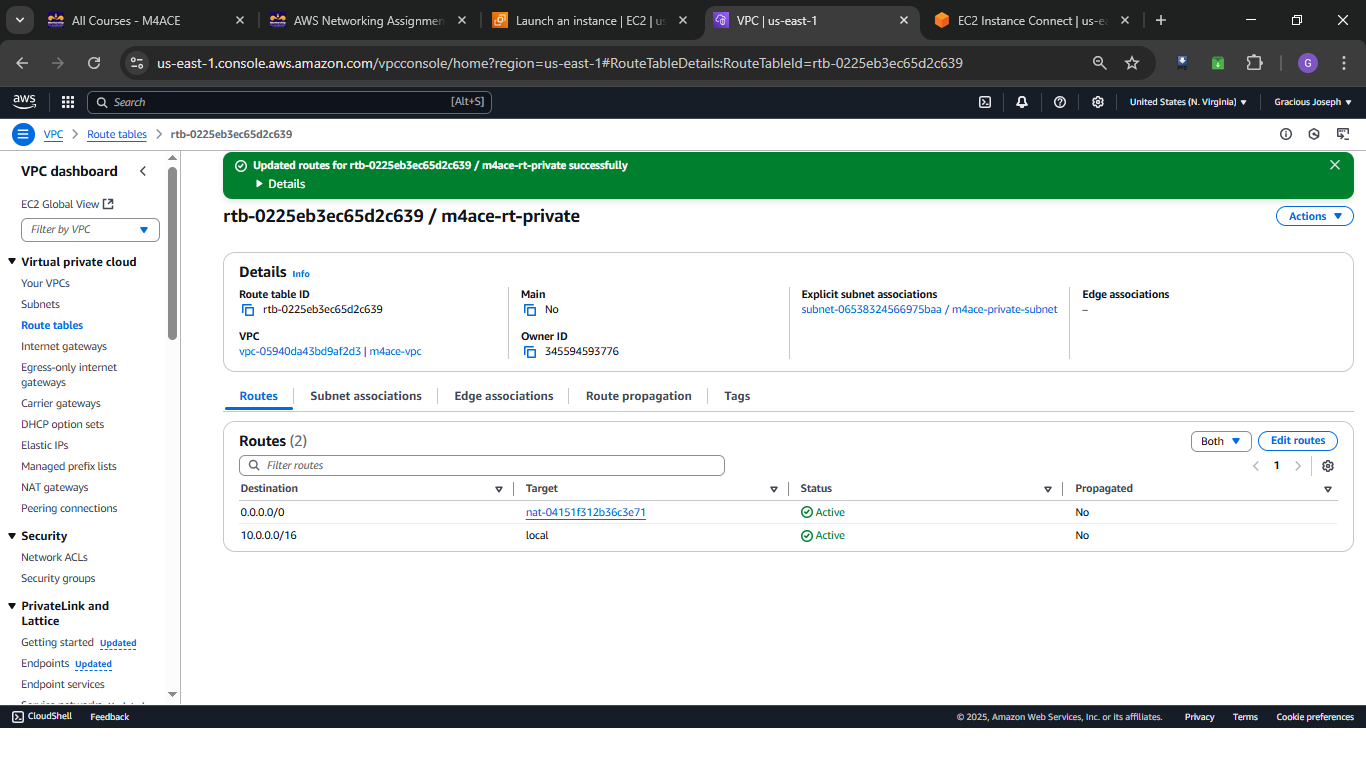 All Courses - M4ACE
AWS Networking Assignmen
Launch an instance | EC2 | us
VPC | us-east-1
EC2 Instance Connect | us-ea
us-east-1.console.aws.amazon.com/vpcconsole/home?region=us-east-1#RouteTableDetails:RouteTableId=rtb-0225eb3ec65d2c639
G
aws
Search
[Alt+S]
United States (N. Virginia)
Gracious Joseph
VPC
Route tables
rtb-0225eb3ec65d2c639
VPC dashboard
EC2 Global View
Filter by VPC
Virtual private cloud
Your VPCs
Subnets
Route tables
Internet gateways
Egress-only internet
gateways
Carrier gateways
DHCP option sets
Elastic IPs
Managed prefix lists
NAT gateways
Peering connections
Security
Network ACLs
Security groups
PrivateLink and
Lattice
Getting started Updated
Endpoints Updated
Endpoint services
Updated routes for rtb-0225eb3ec65d2c639 / m4ace-rt-private successfully
Details
rtb-0225eb3ec65d2c639 / m4ace-rt-private
Actions
Details Info
Route table ID
rtb-0225eb3ec65d2c639
Main
No
Explicit subnet associations
subnet-06538324566975baa / m4ace-private-subnet
Edge associations
–
VPC
vpc-05940da43bd9af2d3 | m4ace-vpc
Owner ID
345594593776
Routes
Subnet associations
Edge associations
Route propagation
Tags
Routes (2)
Both
Edit routes
Filter routes
1
Destination Target Status Propagated
0.0.0.0/0 nat-04151f312b36c3e71 Active No
10.0.0.0/16 local Active No
CloudShell
Feedback
© 2025, Amazon Web Services, Inc. or its affiliates.
Privacy
Terms
Cookie preferences